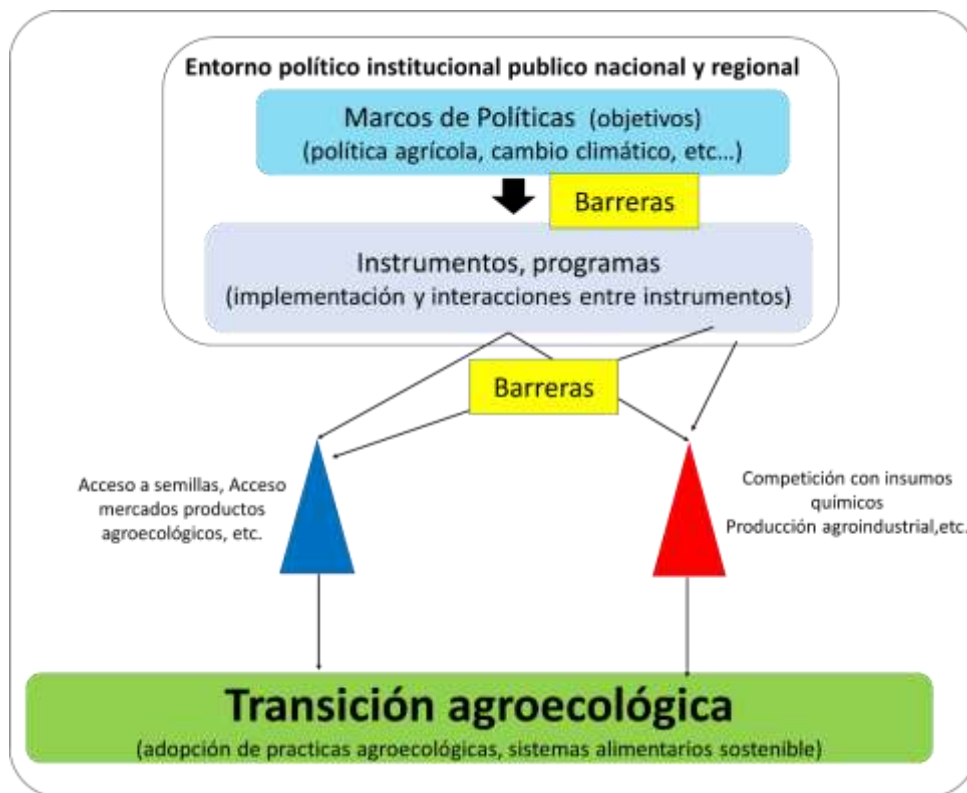 Entorno político institucional publico nacional y regional
Marcos de Políticas (objetivos)
(política agrícola, cambio climático, etc...)
Barreras
Instrumentos, programas
(implementación y interacciones entre instrumentos)
Barreras
Acceso a semillas, Acceso
mercados productos
agroecológicos, etc.
Competición con insumos
químicos
Producción agroindustrial,etc.
Transición agroecológica
(adopción de practicas agroecológicas, sistemas alimentarios sostenible)